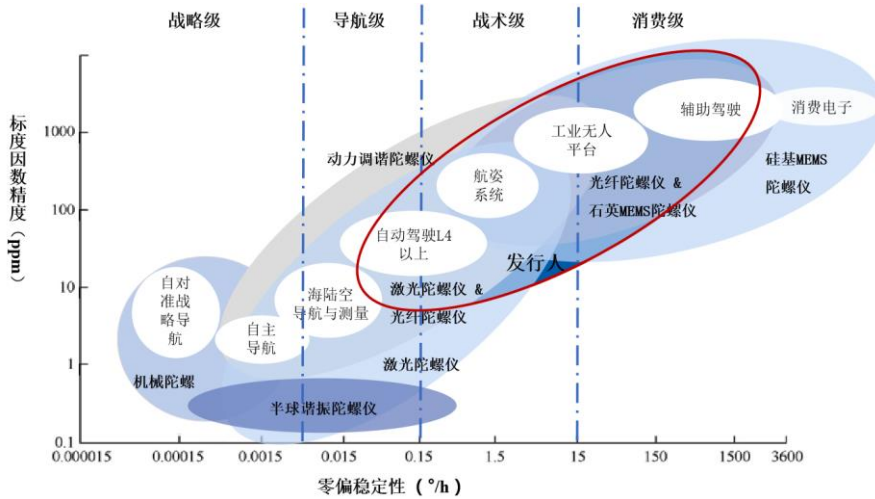 战略级 导航级 战术级 消费级
标度因数精度（ppm）
1000
100
10
1
0.1
辅助驾驶
消费电子
工业无人
平台
动力调谐陀螺仪
硅基MEMS
陀螺仪
航姿
系统
光纤陀螺仪 &
石英MEMS陀螺仪
自动驾驶L4
以上
发行人
自对
准战
略导
航
海陆空
导航与测量
激光陀螺仪 &
光纤陀螺仪
自主
导航
激光陀螺仪
机械陀螺
半球谐振陀螺仪
0.000015 0.00015 0.0015 0.015 0.15 1.5 15 150 1500 3600
零偏稳定性（°/h）